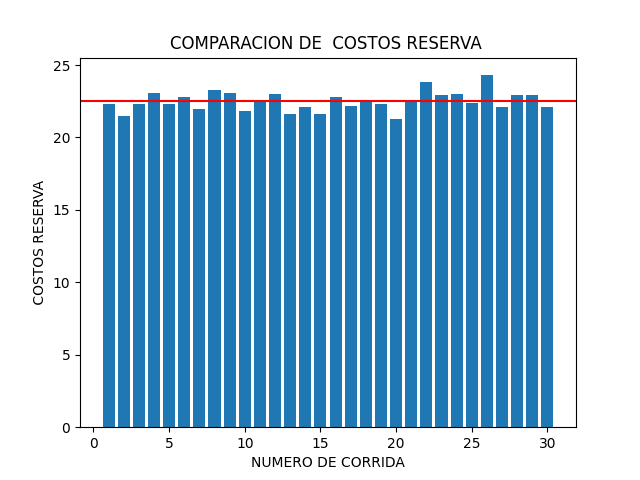 COMPARACION DE  COSTOS RESERVA
25
20
15
10
5
0
COSTOS RESERVA
0 5 10 15 20 25 30
NUMERO DE CORRIDA